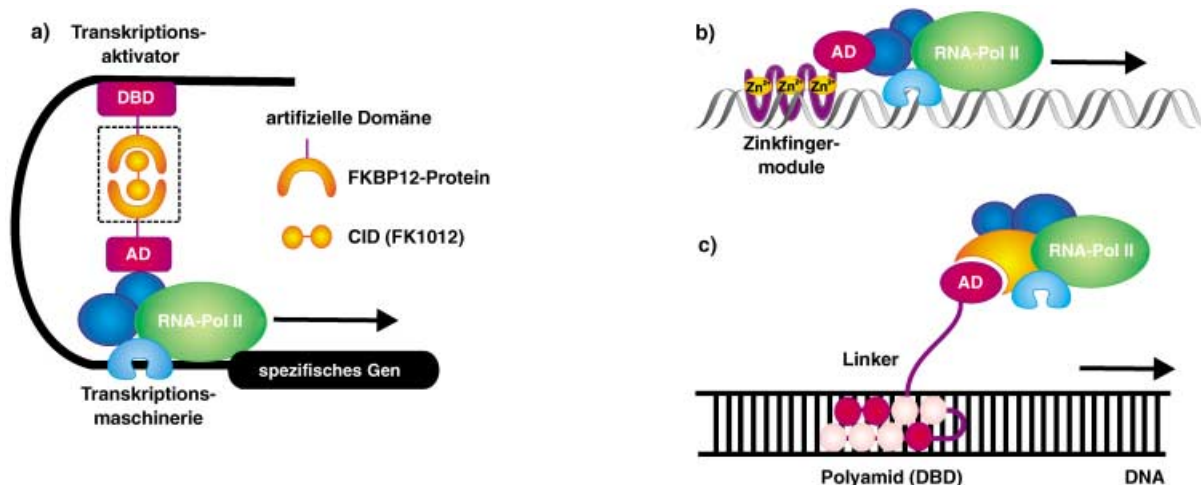 a)
Transkriptions-
aktivator
DBD
artifizielle Domäne
FKBP12-Protein
CID (FK1012)
AD
RNA-Pol II
spezifisches Gen
Transkriptions-
maschinerie
b)
AD
RNA-Pol II
Zn2+ Zn2+ Zn2+
Zinkfinger-
module
c)
RNA-Pol II
AD
Linker
Polyamid (DBD)
DNA